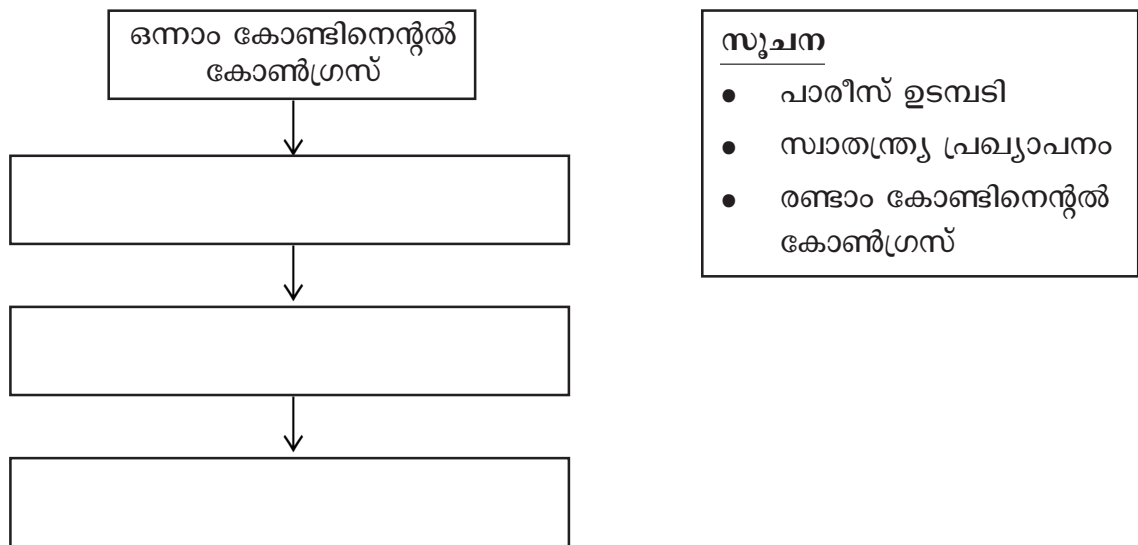 ഒന്നാം കോണ്ടിനെന്റൽ
കോൺഗ്രസ്
സൂചന
● പാരീസ് ഉടമ്പടി
● സ്വാതന്ത്ര്യ പ്രഖ്യാപനം
● രണ്ടാം കോണ്ടിനെന്റൽ
കോൺഗ്രസ്